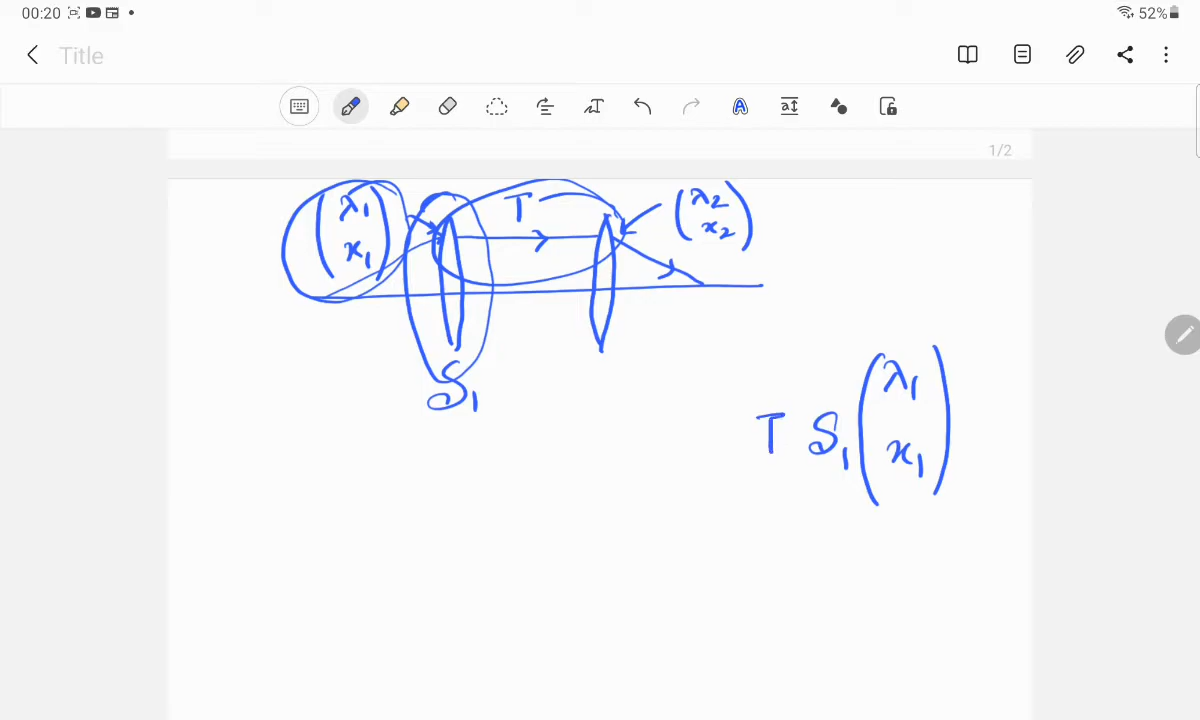 00:20 52%
Title
1/2
(λ1 x1) T (λ2 x2)
S1
T S1 (λ1 x1)